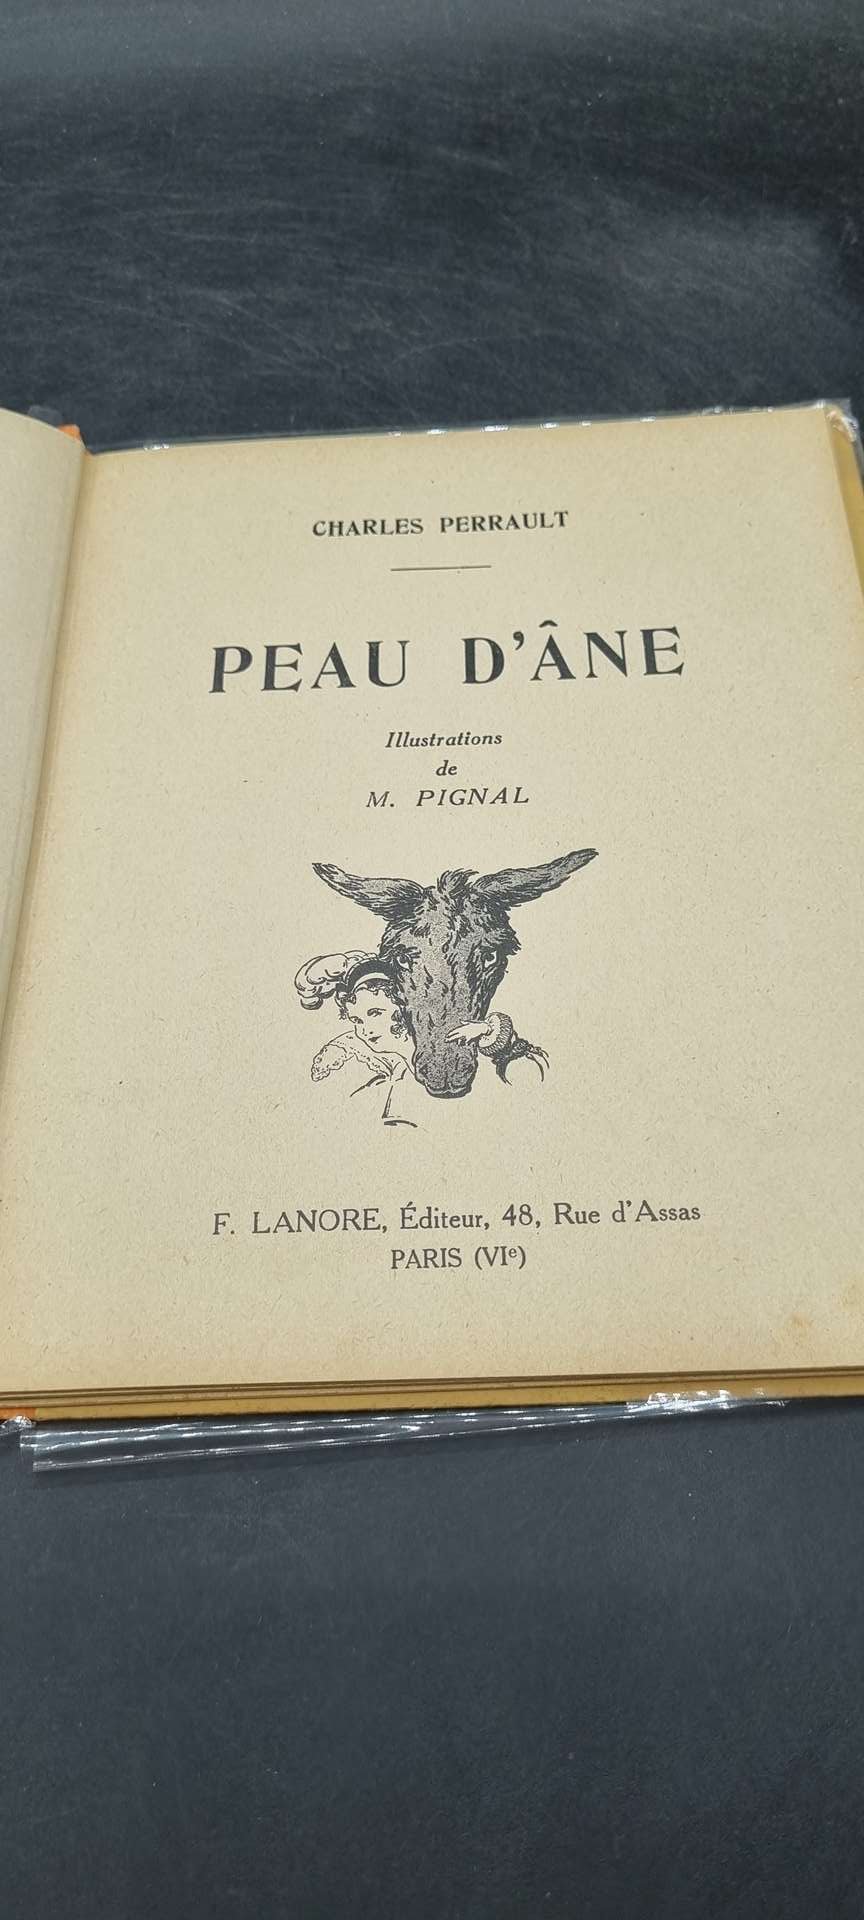 CHARLES PERRAULT
PEAU D'ÂNE
Illustrations
de
M. PIGNAL
F. LANORE, Éditeur, 48, Rue d'Assas
PARIS (VIᵉ)